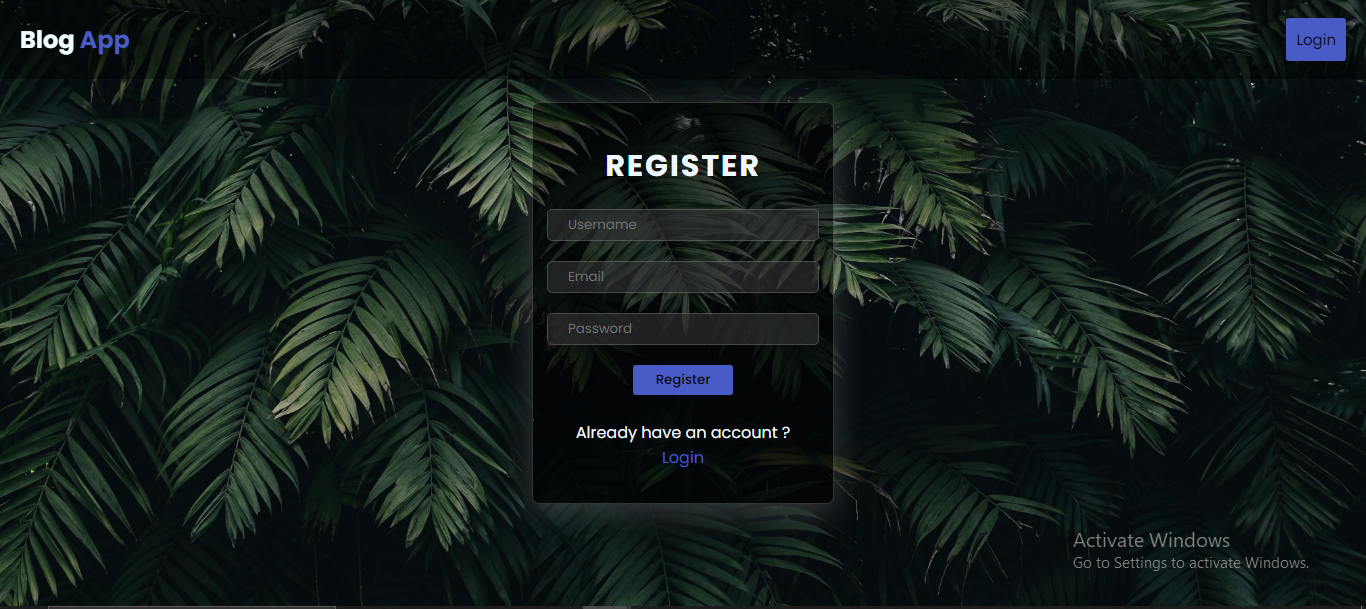 Blog App
Login
REGISTER
Username
Email
Password
Register
Already have an account ?
Login
Activate Windows
Go to Settings to activate Windows.